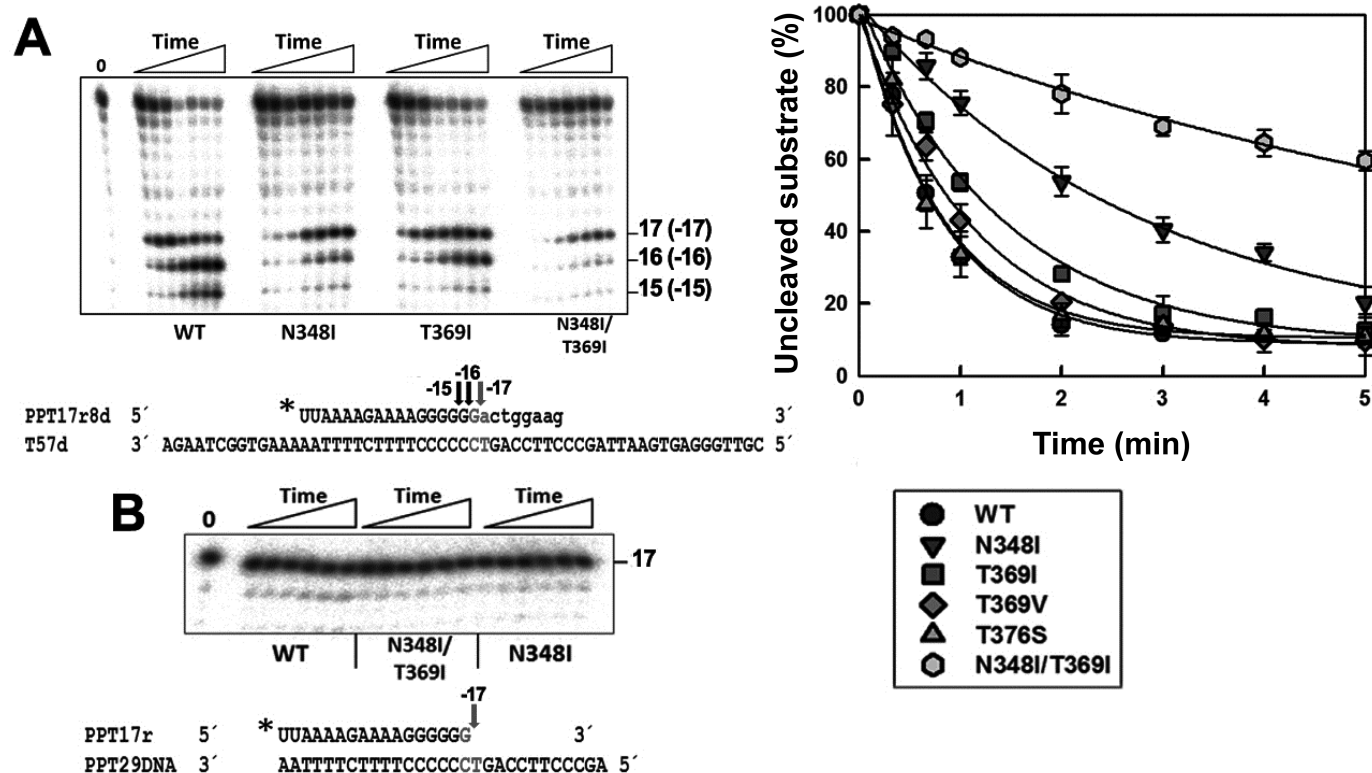 A
0 Time Time Time Time
17 (-17)
16 (-16)
15 (-15)
WT N348I T369I N348I/
T369I
-15 -16 -17
PPT17r8d 5´ *UUAAAAGAAAAGGGGGGactggaag 3´
T57d 3´ AGAATCGGTGAAAAATTTTCTTTTCCCCCCTGACCTTCCCGATTAAGTGAGGGTTGC 5´
B
0 Time Time Time
17
WT N348I/
T369I N348I
-17
PPT17r 5´ *UUAAAAGAAAAGGGGGG 3´
PPT29DNA 3´ AATTTTCTTTTCCCCCCTGACCTTCCCGA 5´
Uncleaved substrate (%)
100
80
60
40
20
0
0 1 2 3 4 5
Time (min)
WT
N348I
T369I
T369V
T376S
N348I/T369I